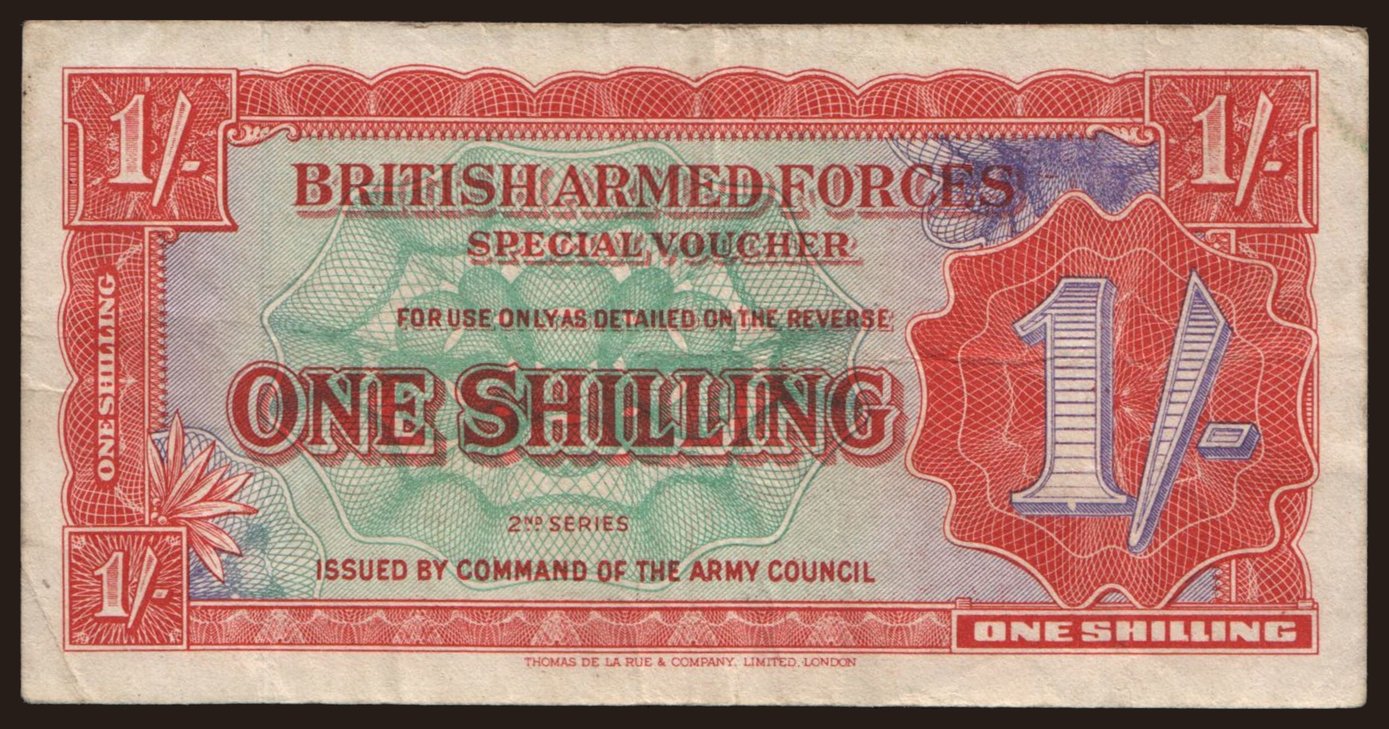 1/-
1/-
BRITISH ARMED FORCES
SPECIAL VOUCHER
FOR USE ONLY AS DETAILED ON THE REVERSE
ONE SHILLING
ONE SHILLING
1/-
2ND SERIES
ISSUED BY COMMAND OF THE ARMY COUNCIL
1/-
ONE SHILLING
THOMAS DE LA RUE & COMPANY, LIMITED, LONDON